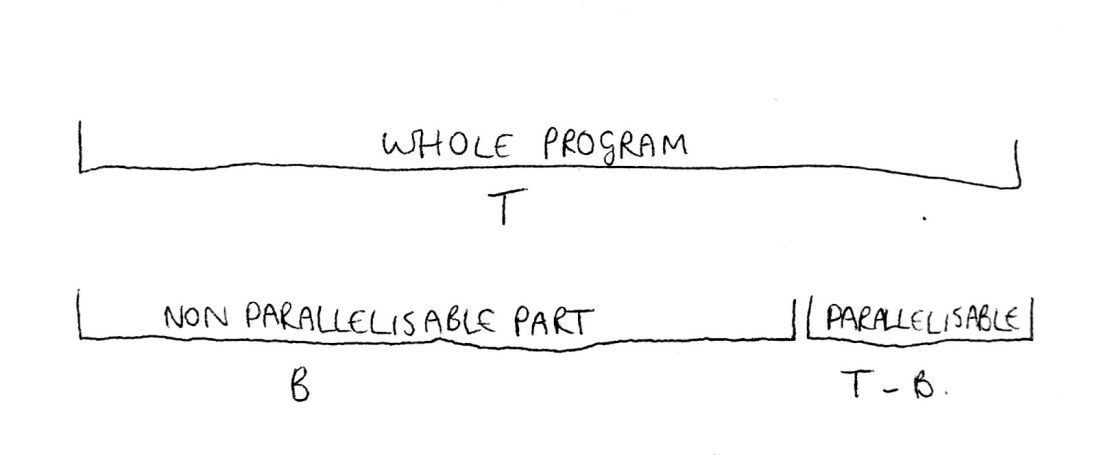 WHOLE PROGRAM
T
NON PARALLELISABLE PART PARALLELISABLE
B T - B.